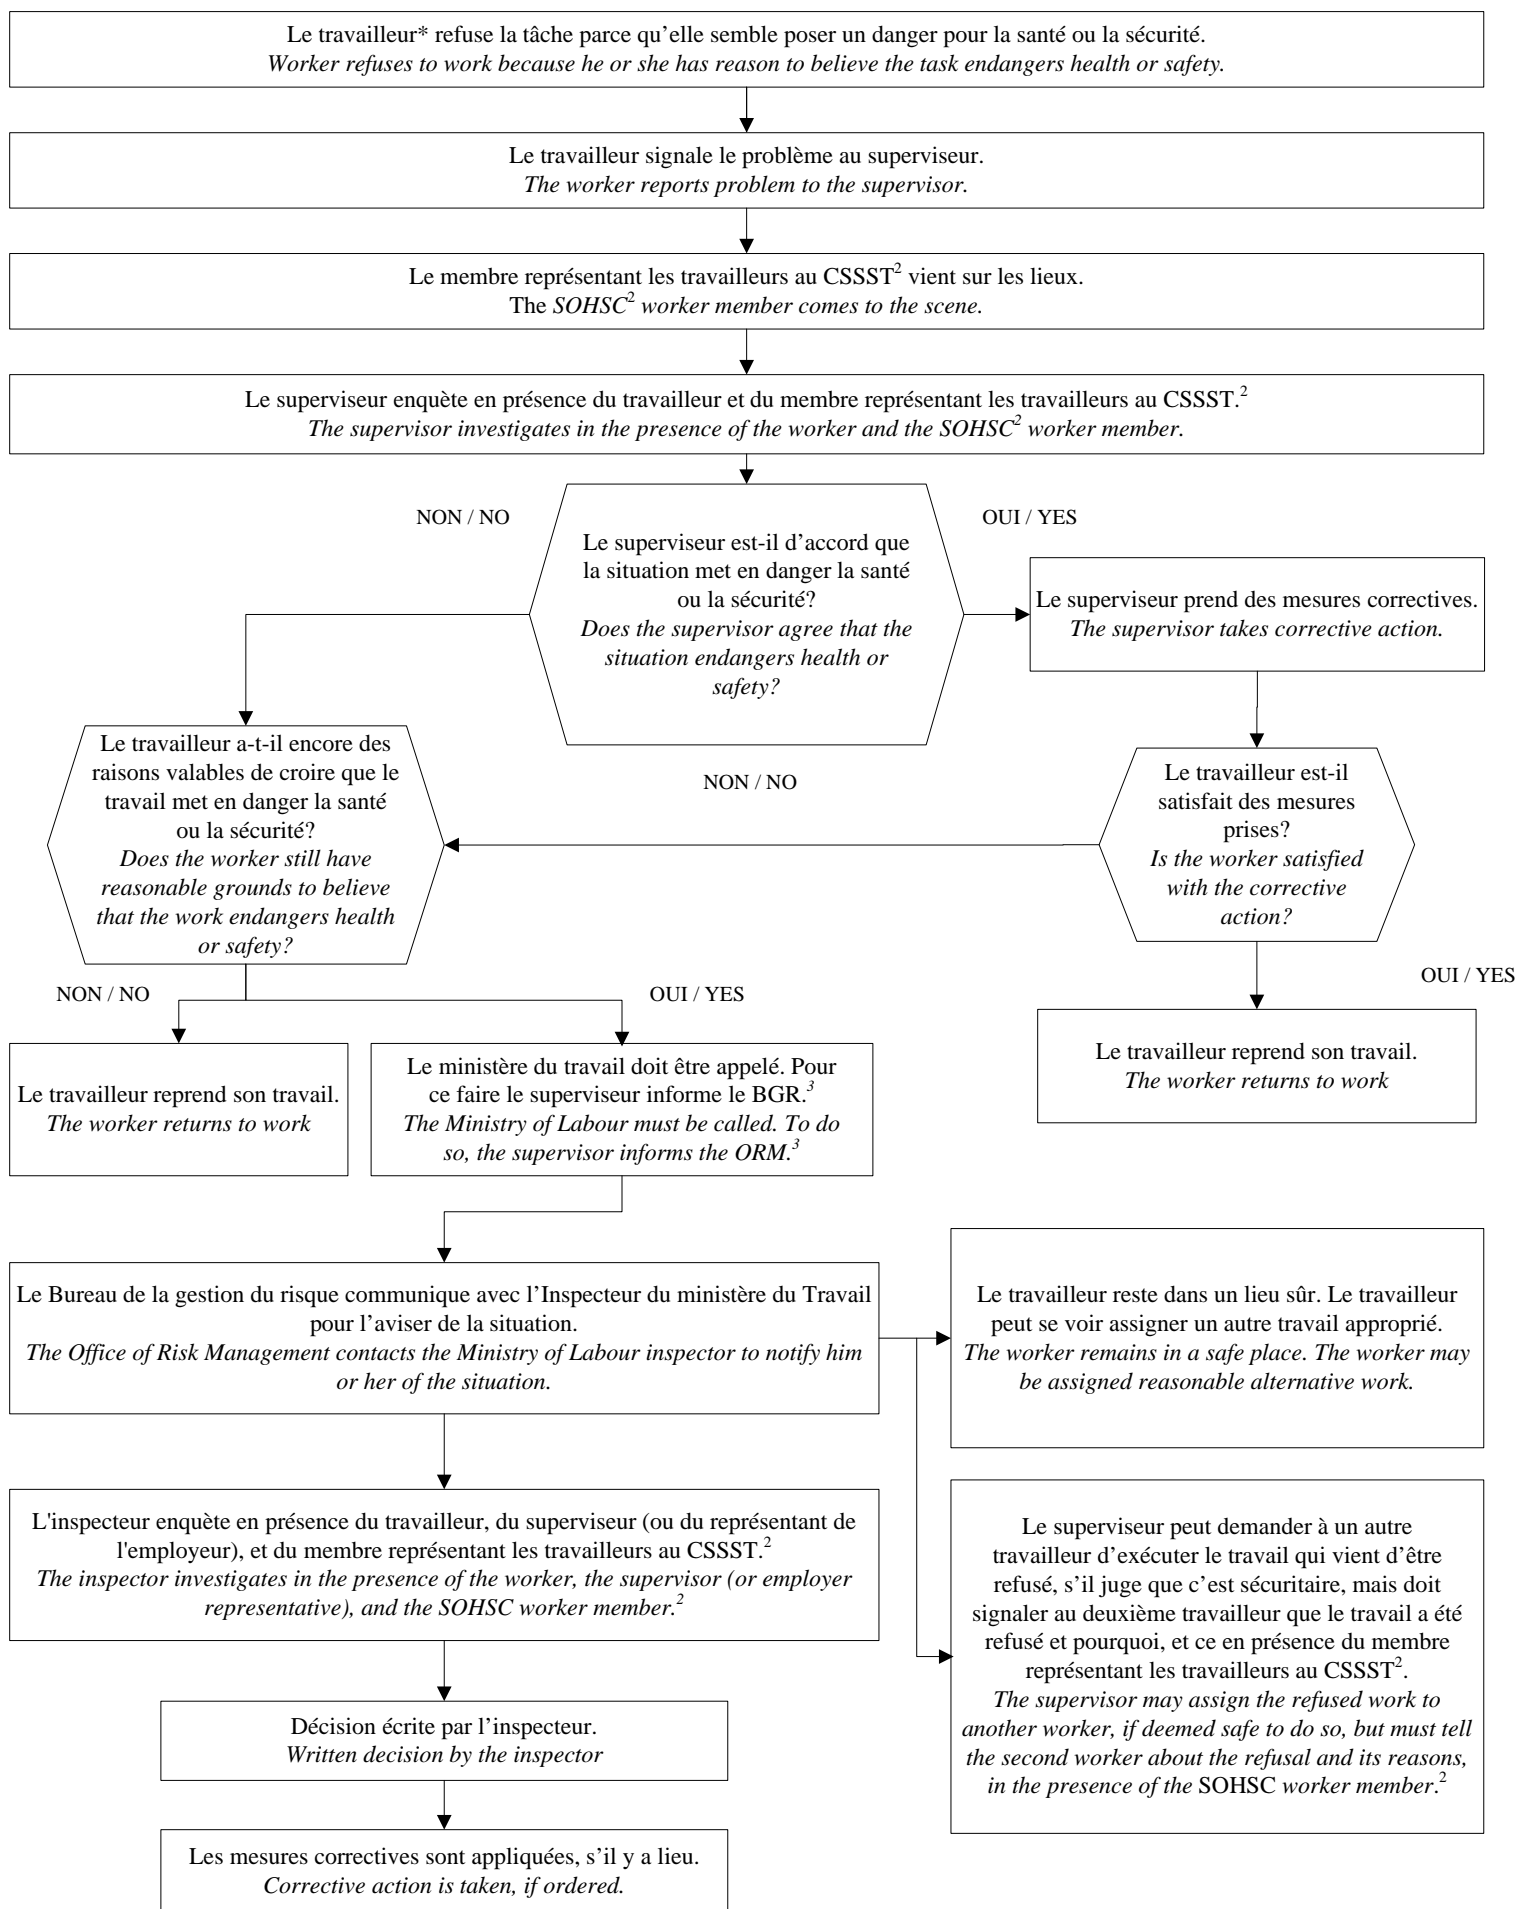 Le travailleur* refuse la tâche parce qu’elle semble poser un danger pour la santé ou la sécurité.
Worker refuses to work because he or she has reason to believe the task endangers health or safety.
Le travailleur signale le problème au superviseur.
The worker reports problem to the supervisor.
Le membre représentant les travailleurs au CSSST² vient sur les lieux.
The SOHSC² worker member comes to the scene.
Le superviseur enquète en présence du travailleur et du membre représentant les travailleurs au CSSST.²
The supervisor investigates in the presence of the worker and the SOHSC² worker member.
NON / NO
OUI / YES
Le superviseur est-il d’accord que
la situation met en danger la santé
ou la sécurité?
Does the supervisor agree that the
situation endangers health or
safety?
Le superviseur prend des mesures correctives.
The supervisor takes corrective action.
Le travailleur a-t-il encore des
raisons valables de croire que le
travail met en danger la santé
ou la sécurité?
Does the worker still have
reasonable grounds to believe
that the work endangers health
or safety?
NON / NO
Le travailleur est-il
satisfait des mesures
prises?
Is the worker satisfied
with the corrective
action?
NON / NO
OUI / YES
OUI / YES
Le travailleur reprend son travail.
The worker returns to work
Le ministère du travail doit être appelé. Pour
ce faire le superviseur informe le BGR.³
The Ministry of Labour must be called. To do
so, the supervisor informs the ORM.³
Le travailleur reprend son travail.
The worker returns to work
Le Bureau de la gestion du risque communique avec l’Inspecteur du ministère du Travail
pour l’aviser de la situation.
The Office of Risk Management contacts the Ministry of Labour inspector to notify him
or her of the situation.
Le travailleur reste dans un lieu sûr. Le travailleur
peut se voir assigner un autre travail approprié.
The worker remains in a safe place. The worker may
be assigned reasonable alternative work.
L'inspecteur enquète en présence du travailleur, du superviseur (ou du représentant de
l'employeur), et du membre représentant les travailleurs au CSSST.²
The inspector investigates in the presence of the worker, the supervisor (or employer
representative), and the SOHSC worker member.²
Le superviseur peut demander à un autre
travailleur d’exécuter le travail qui vient d’être
refusé, s’il juge que c’est sécuritaire, mais doit
signaler au deuxième travailleur que le travail a été
refusé et pourquoi, et ce en présence du membre
représentant les travailleurs au CSSST².
The supervisor may assign the refused work to
another worker, if deemed safe to do so, but must tell
the second worker about the refusal and its reasons,
in the presence of the SOHSC worker member.²
Décision écrite par l’inspecteur.
Written decision by the inspector
Les mesures correctives sont appliquées, s’il y a lieu.
Corrective action is taken, if ordered.